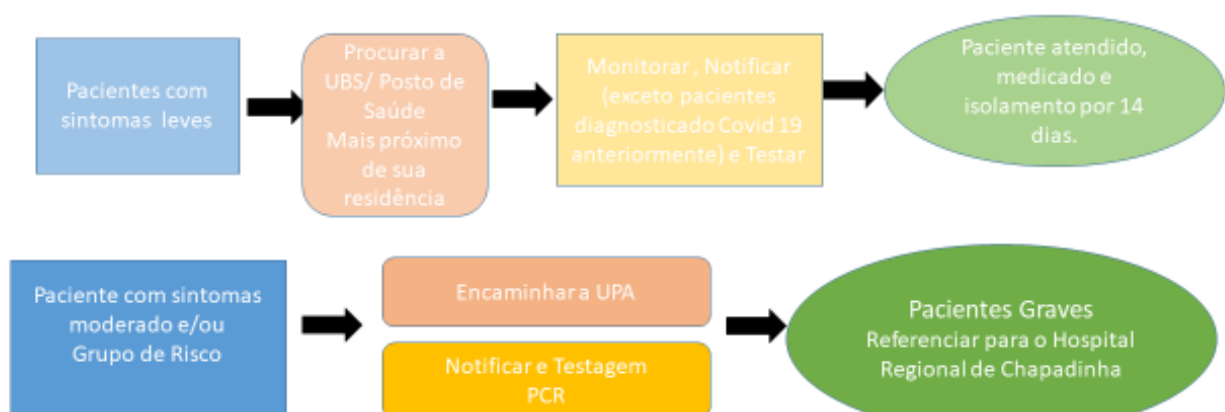 Pacientes com
sintomas leves
Procurar a
UBS/ Posto de
Saúde
Mais próximo
de sua
residência
Monitorar , Notificar
(exceto pacientes
diagnosticado Covid 19
anteriormente) e Testar
Paciente atendido,
medicado e
isolamento por 14
dias.
Paciente com sintomas
moderado e/ou
Grupo de Risco
Encaminhar a UPA
Notificar e Testagem
PCR
Pacientes Graves
Referenciar para o Hospital
Regional de Chapadinha